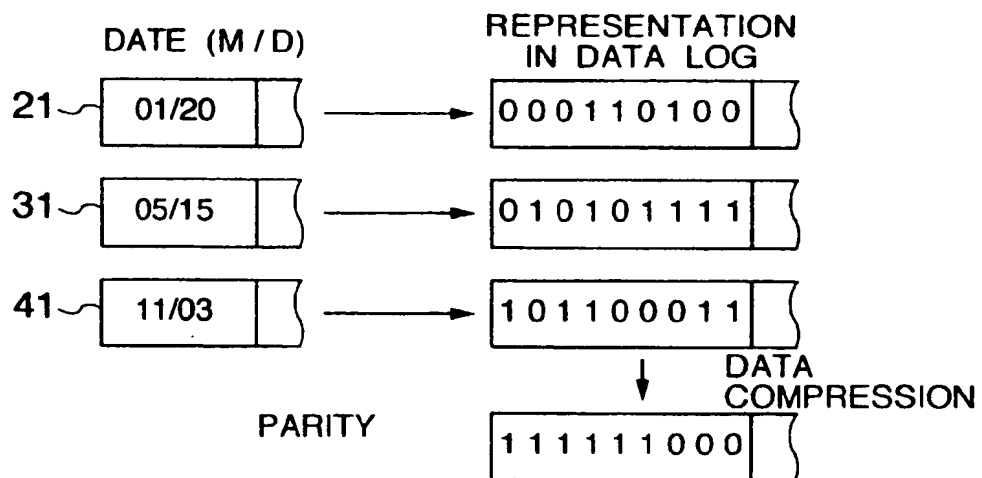 DATE (M/D)
REPRESENTATION
IN DATA LOG
21
01/20
000110100
31
05/15
010101111
41
11/03
101100011
DATA
COMPRESSION
PARITY
111111000